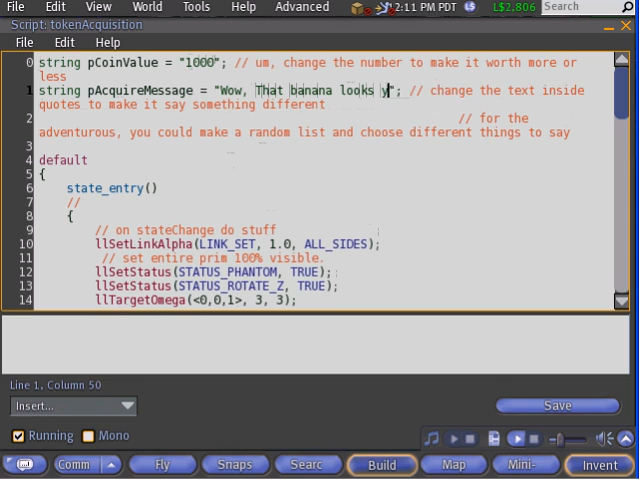 File Edit View World Tools Help Advanced 2:11 PM PDT L$2,806 Search
Script: tokenAcquisition
File Help
0 string pCoinValue = "1000"; // um, change the number to make it worth more or
less
1 string pAcquireMessage = "Wow, That banana looks y"; // change the text inside
quotes to make it say something different
2 // for the
adventurous, you could make a random list and choose different things to say
3
4 default
5 {
6 state_entry()
7 //
8 {
9 // on stateChange do stuff
10 llSetLinkAlpha(LINK_SET, 1.0, ALL_SIDES);
11 // set entire prim 100% visible.
12 llSetStatus(STATUS_PHANTOM, TRUE);
13 llSetStatus(STATUS_ROTATE_Z, TRUE);
14 llTargetOmega(<0,0,1>, 3, 3);
Line 1, Column 50
Insert... Save
Running Mono
Comm Fly Snaps Searc Build Map Mini- Invent